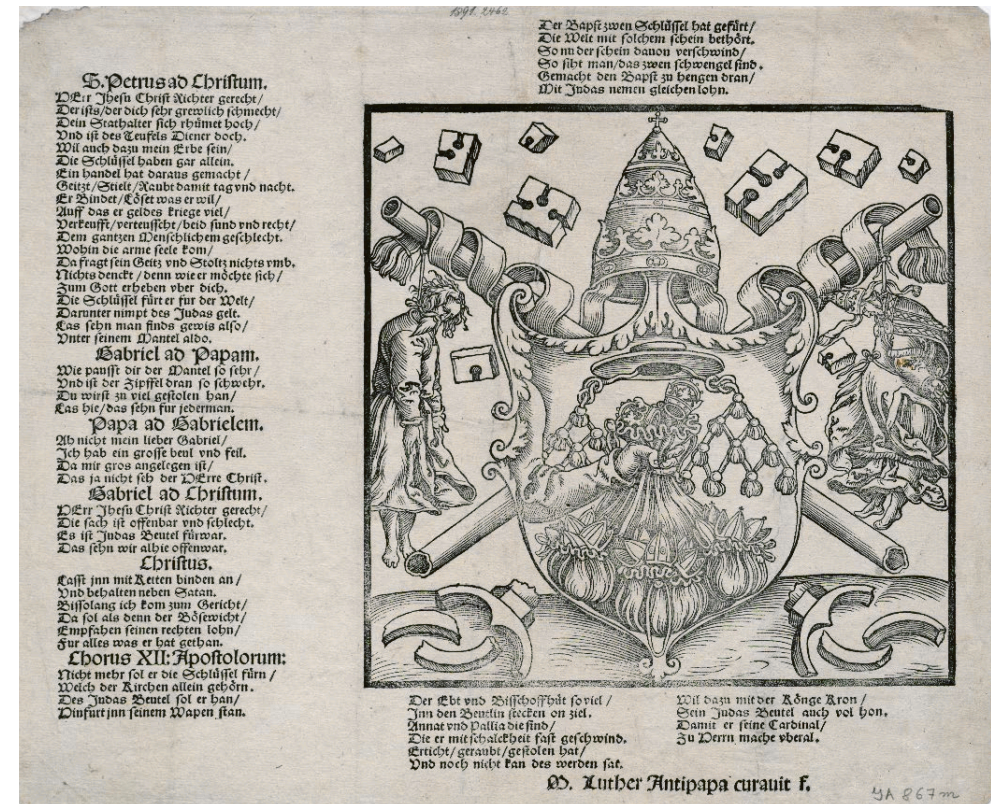 1891. 2462
Der Bapst zwen Schlüssel hat gefürt/
Die Welt mit solchem schein bethört.
So nu der schein dauon verschwind/
So siht man/das zwen schwengel sind.
Gemacht den Bapst zu hengen dran/
Mit Judas nemen gleichen lohn.
S. Petrus ad Christum.
HErr Jhesu Christ Richter gerecht/
Der ists/der dich sehr grewlich schmecht/
Dein Stathalter sich rhümet hoch/
Vnd ist des Teufels Diener doch.
Wil auch dazu mein Erbe sein/
Die Schlüssel haben gar allein.
Ein handel hat daraus gemacht/
Geitzt/Stielt/Raubt damit tag vnd nacht.
Er Bindet/Löset was er wil/
Auff das er geldes kriege viel/
Verkeufft/verteuscht/beid sund vnd recht/
Dem gantzen Menschlichem geschlecht.
Wohin die arme seele kom/
Da fragt sein Geitz vnd Stoltz nichts vmb.
Nichts denckt/denn wie er möchte sich/
Zum Gott erheben vber dich.
Die Schlüssel fürt er fur der Welt/
Darunter nimpt des Judas gelt.
Las sehn man finds gewis also/
Vnter seinem Mantel aldo.
Gabriel ad Papam.
Wie pausst dir der Mantel so sehr/
Vnd ist der Zipffel dran so schwehr.
Du wirst zu viel gestolen han/
Las hie/das sehn fur jederman.
Papa ad Gabrielem.
Ah nicht mein lieber Gabriel/
Ich hab ein grosse beul vnd feil.
Da mir gros angelegen ist/
Das ja nicht seh der HErre Christ.
Gabriel ad Christum.
HErr Jhesu Christ Richter gerecht/
Die sach ist offenbar vnd schlecht.
Es ist Judas Beutel fürwar.
Das sehn wir alhie offenwar.
Christus.
Lasst jnn mit Ketten binden an/
Vnd behalten neben Satan.
Bissolang ich kom zum Gericht/
Da sol als denn der Bösewicht/
Empfahen seinen rechten lohn/
Fur alles was er hat gethan.
Chorus XII: Apostolorum:
Nicht mehr sol er die Schlüssel fürn/
Welch der Kirchen allein gehörn.
Des Judas Beutel sol er han/
Hinfurt jnn seinem Wapen stan.
Der Ebt vnd Bisschoffhüt so viel/
Inn den Beutlin stecken on ziel.
Annat vnd Pallia die sind/
Die er mit schalckheit fast geschwind.
Erticht/geraubt/gestolen hat/
Vnd noch nicht kan des werden sat.
Wil dazu mit der Könge Kron/
Sein Judas Beutel auch vol hon.
Damit er seine Cardinal/
Zu Herrn mache vberal.
M. Luther Antipapa curauit f.
YA 867m